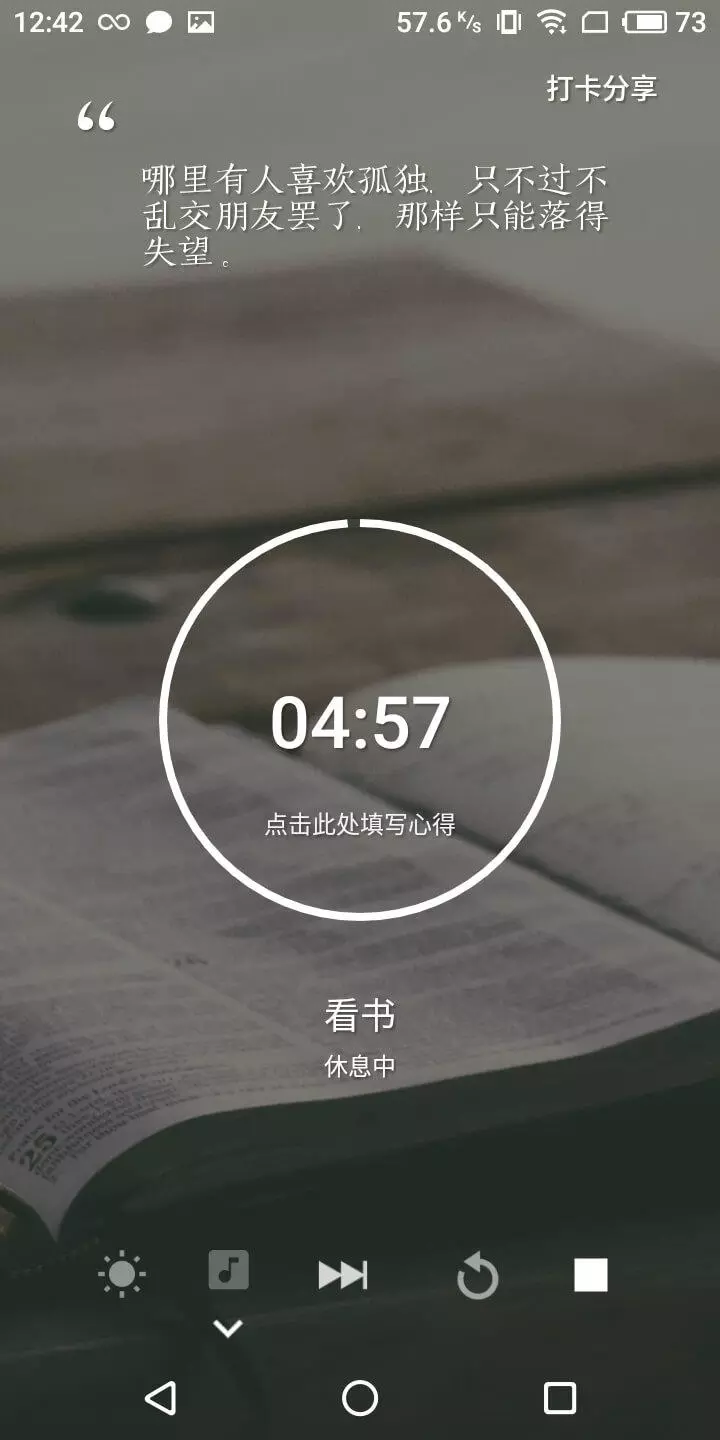 12:42 57.6 K/s 73
打卡分享
“
哪里有人喜欢孤独，只不过不
乱交朋友罢了，那样只能落得
失望。
04:57
点击此处填写心得
看书
休息中
25